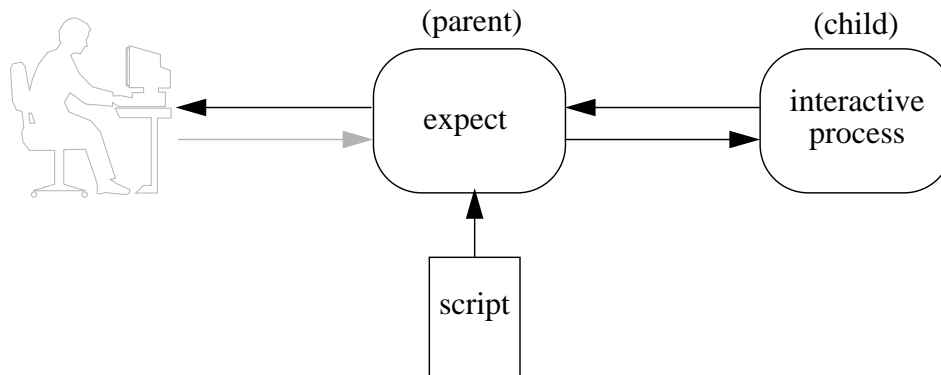 (parent)
(child)
expect
interactive
process
script